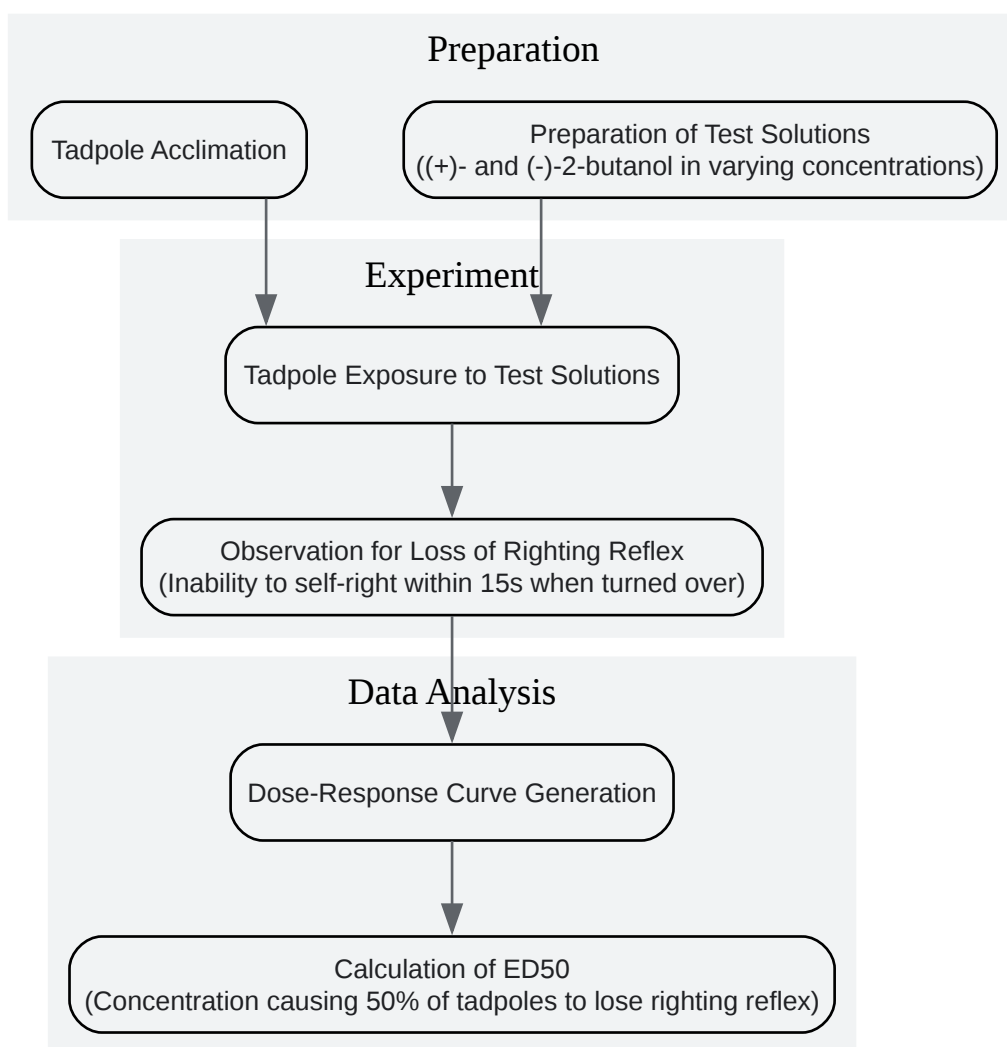 Preparation
Tadpole Acclimation
Preparation of Test Solutions
((+)- and (-)-2-butanol in varying concentrations)
Experiment
Tadpole Exposure to Test Solutions
Observation for Loss of Righting Reflex
(Inability to self-right within 15s when turned over)
Data Analysis
Dose-Response Curve Generation
Calculation of ED50
(Concentration causing 50% of tadpoles to lose righting reflex)